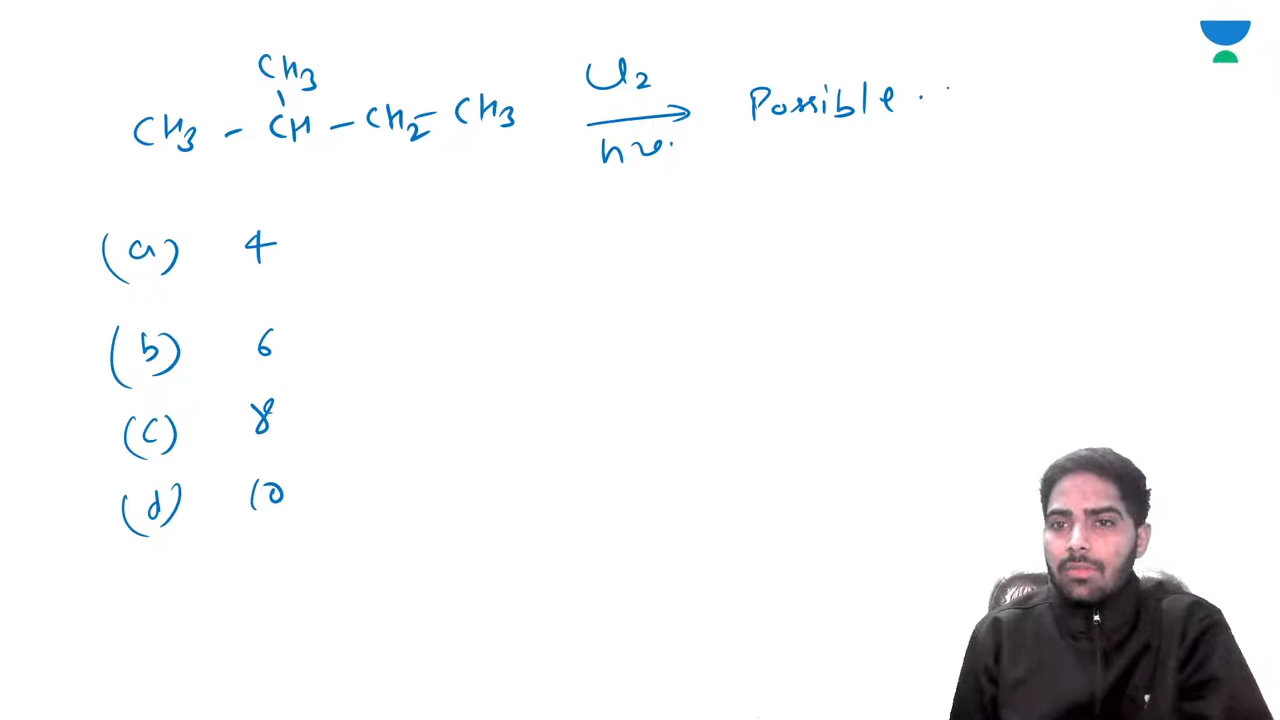 CH3
CH3 - CH - CH2 - CH3 Cl2 → hν. Possible . .
(a) 4
(b) 6
(c) 8
(d) 10